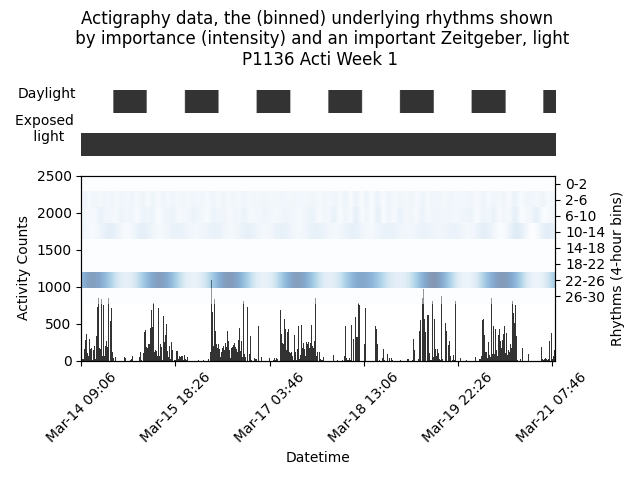 Actigraphy data, the (binned) underlying rhythms shown
by importance (intensity) and an important Zeitgeber, light
P1136 Acti Week 1
Daylight
Exposed
light
2500
2000
1500
1000
500
0
Activity Counts
0-2
2-6
6-10
10-14
14-18
18-22
22-26
26-30
Rhythms (4-hour bins)
Mar-14 09:06
Mar-15 18:26
Mar-17 03:46
Mar-18 13:06
Mar-19 22:26
Mar-21 07:46
Datetime